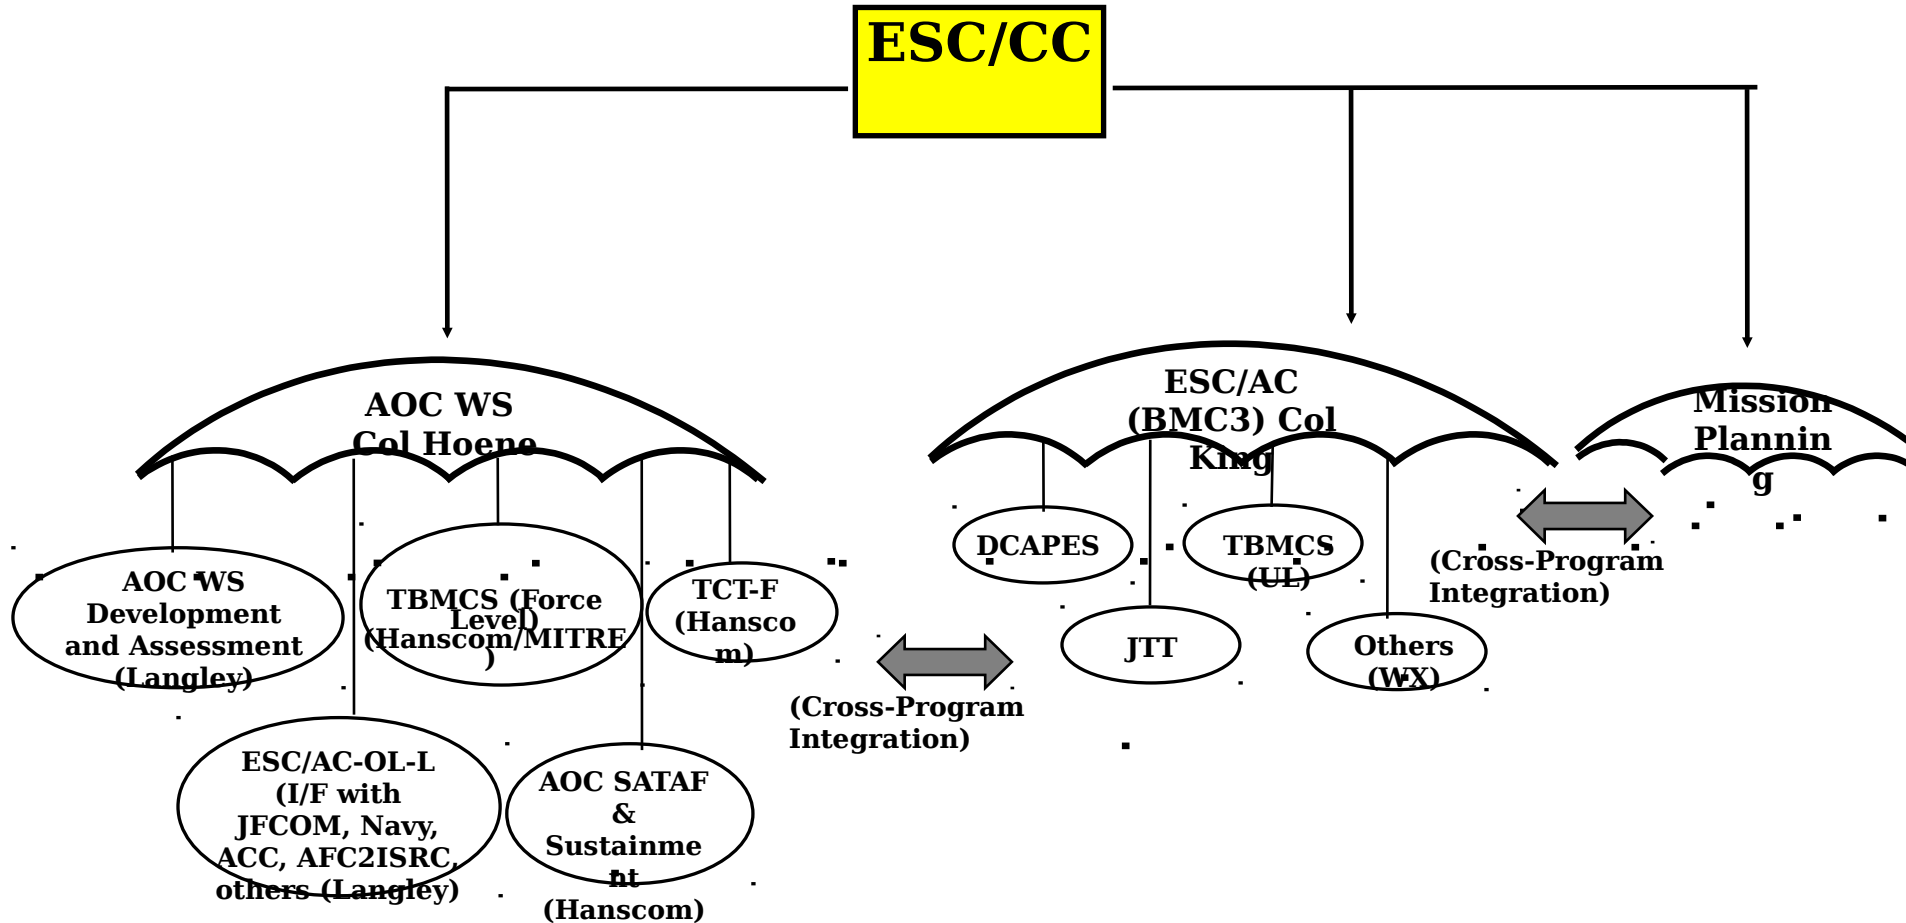 ESC/CC
AOC WS
Col Hoene
ESC/AC
(BMC3) Col
King
Mission
Plannin
g
AOC WS
Development
and Assessment
(Langley)
TBMCS (Force
Level)
(Hanscom/MITRE
)
TCT-F
(Hansco
m)
DCAPES
TBMCS
(UL)
JTT
Others
(WX)
(Cross-Program
Integration)
(Cross-Program
Integration)
ESC/AC-OL-L
(I/F with
JFCOM, Navy,
ACC, AFC2ISRC,
others (Langley)
AOC SATAF
&
Sustainme
nt
(Hanscom)